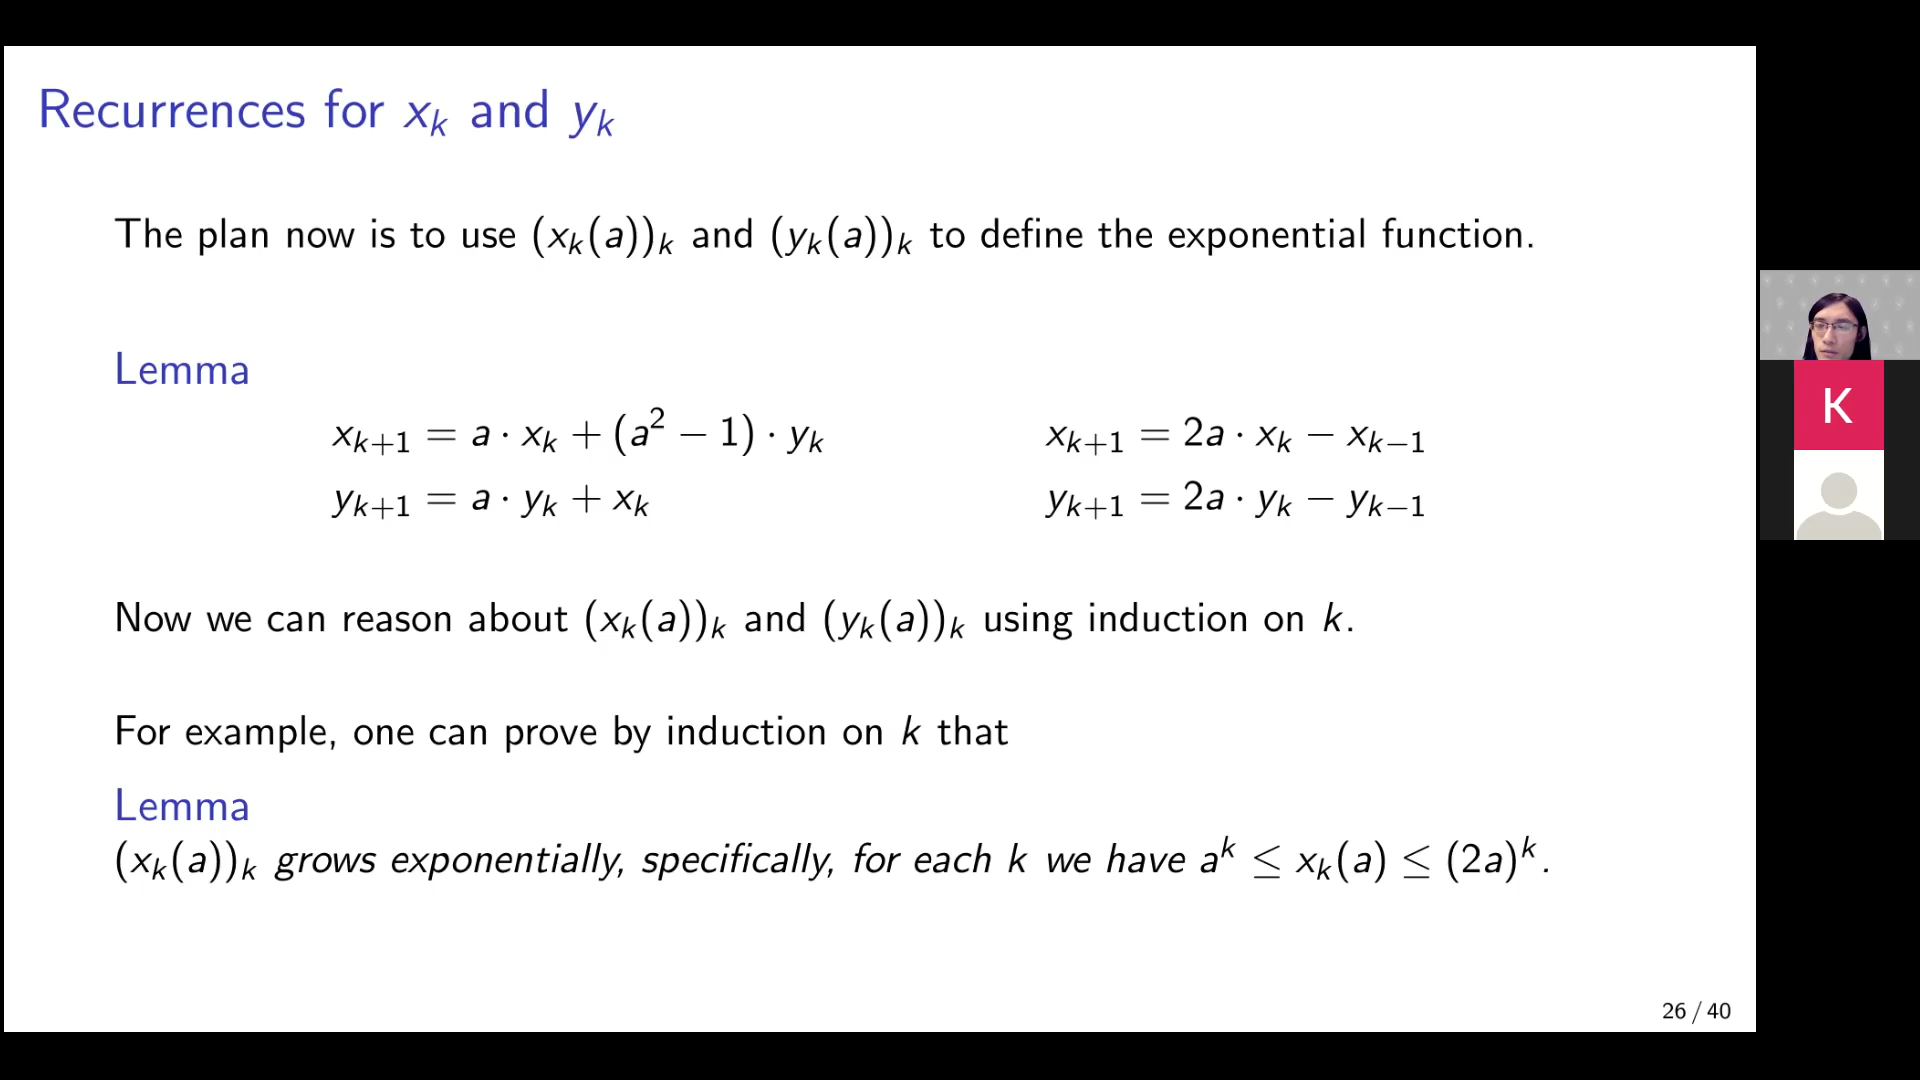 Recurrences for x_k and y_k
The plan now is to use (x_k(a))_k and (y_k(a))_k to define the exponential function.
Lemma
x_{k+1} = a · x_k + (a^2 − 1) · y_k    x_{k+1} = 2a · x_k − x_{k−1}
y_{k+1} = a · y_k + x_k    y_{k+1} = 2a · y_k − y_{k−1}
Now we can reason about (x_k(a))_k and (y_k(a))_k using induction on k.
For example, one can prove by induction on k that
Lemma
(x_k(a))_k grows exponentially, specifically, for each k we have a^k ≤ x_k(a) ≤ (2a)^k.
26 / 40
K